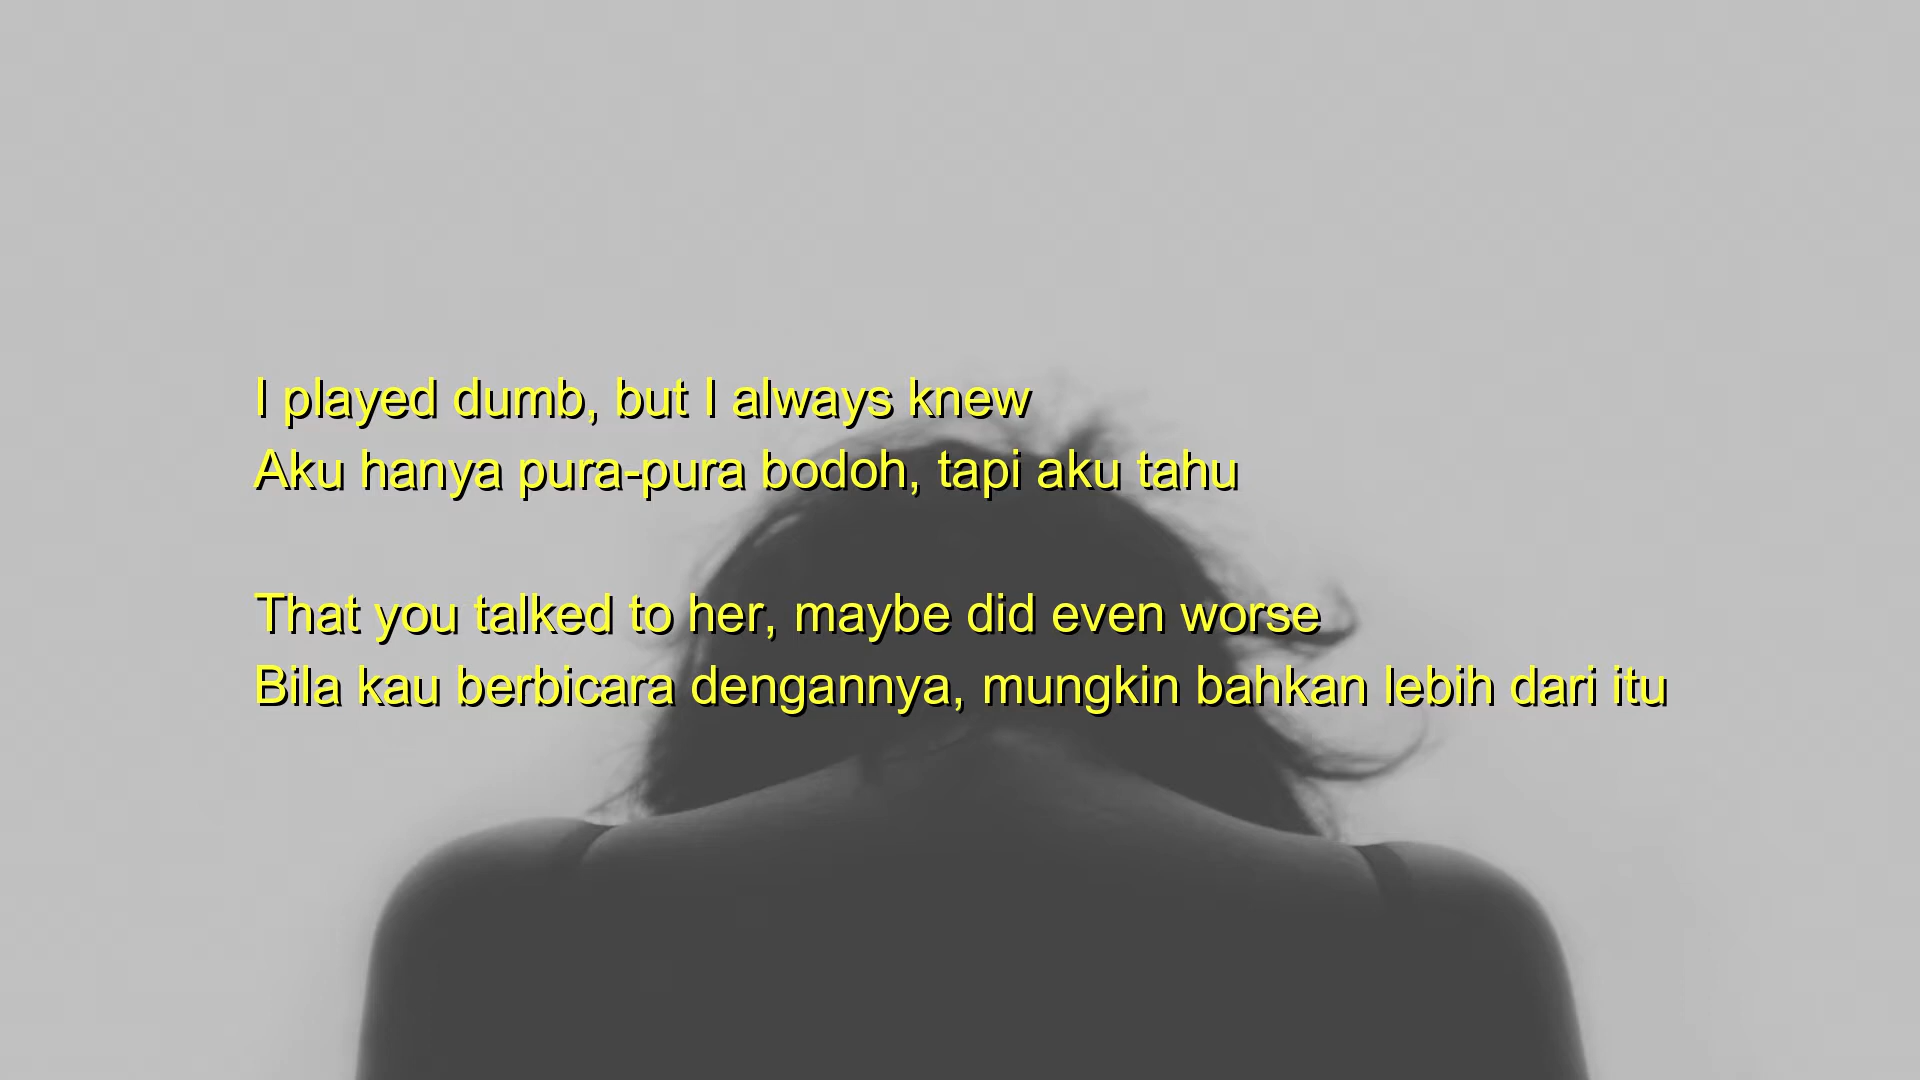 I played dumb, but I always knew
Aku hanya pura-pura bodoh, tapi aku tahu
That you talked to her, maybe did even worse
Bila kau berbicara dengannya, mungkin bahkan lebih dari itu